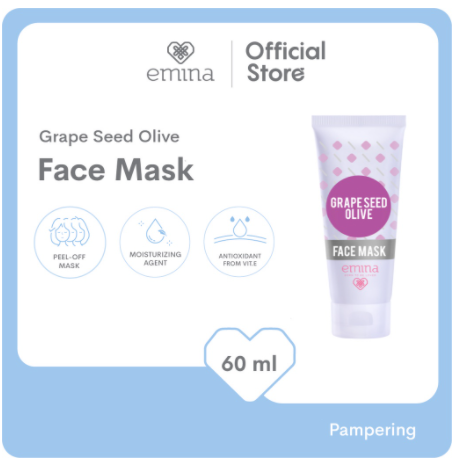 emina
Official
Store
Grape Seed Olive
Face Mask
PEEL-OFF
MASK
MOISTURIZING
AGENT
ANTIOXIDANT
FROM VIT.E
GRAPE SEED
OLIVE
FACE MASK
emina
60 ml
Pampering